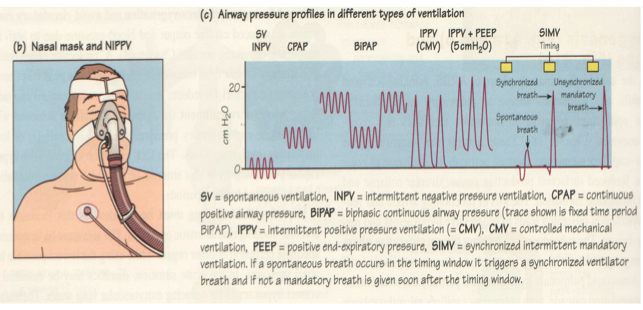 (c) Airway pressure profiles in different types of ventilation
(b) Nasal mask and NIPPV
SV
INPV
CPAP
BiPAP
IPPV
(CMV)
IPPV + PEEP
(5cmH₂O)
SIMV
Timing
cm H₂O
20
0
Synchronized
breath
Unsynchronized
mandatory
breath
Spontaneous
breath
SV = spontaneous ventilation, INPV = intermittent negative pressure ventilation, CPAP = continuous
positive airway pressure, BiPAP = biphasic continuous airway pressure (trace shown is fixed time period
BiPAP), IPPV = intermittent positive pressure ventilation (= CMV), CMV = controlled mechanical
ventilation, PEEP = positive end-expiratory pressure, SIMV = synchronized intermittent mandatory
ventilation. If a spontaneous breath occurs in the timing window it triggers a synchronized ventilator
breath and if not a mandatory breath is given soon after the timing window.